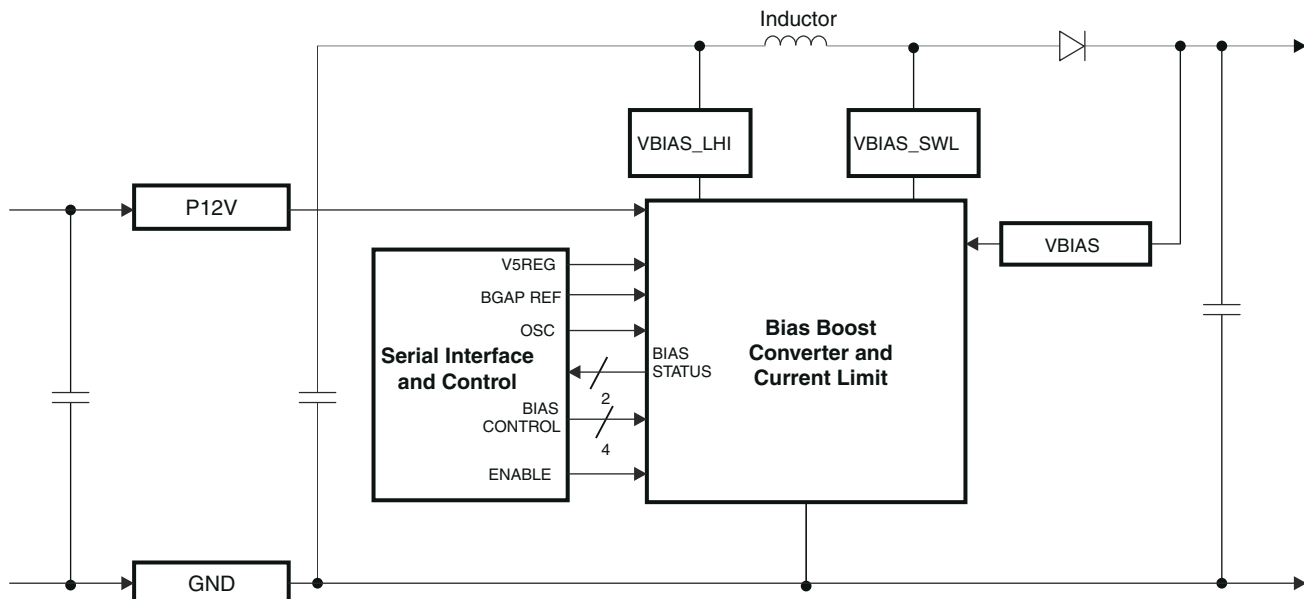 Inductor
VBIAS_LHI
VBIAS_SWL
P12V
VBIAS
V5REG
BGAP REF
OSC
Serial Interface
and Control
BIAS
STATUS
2
BIAS
CONTROL
4
ENABLE
Bias Boost
Converter and
Current Limit
GND